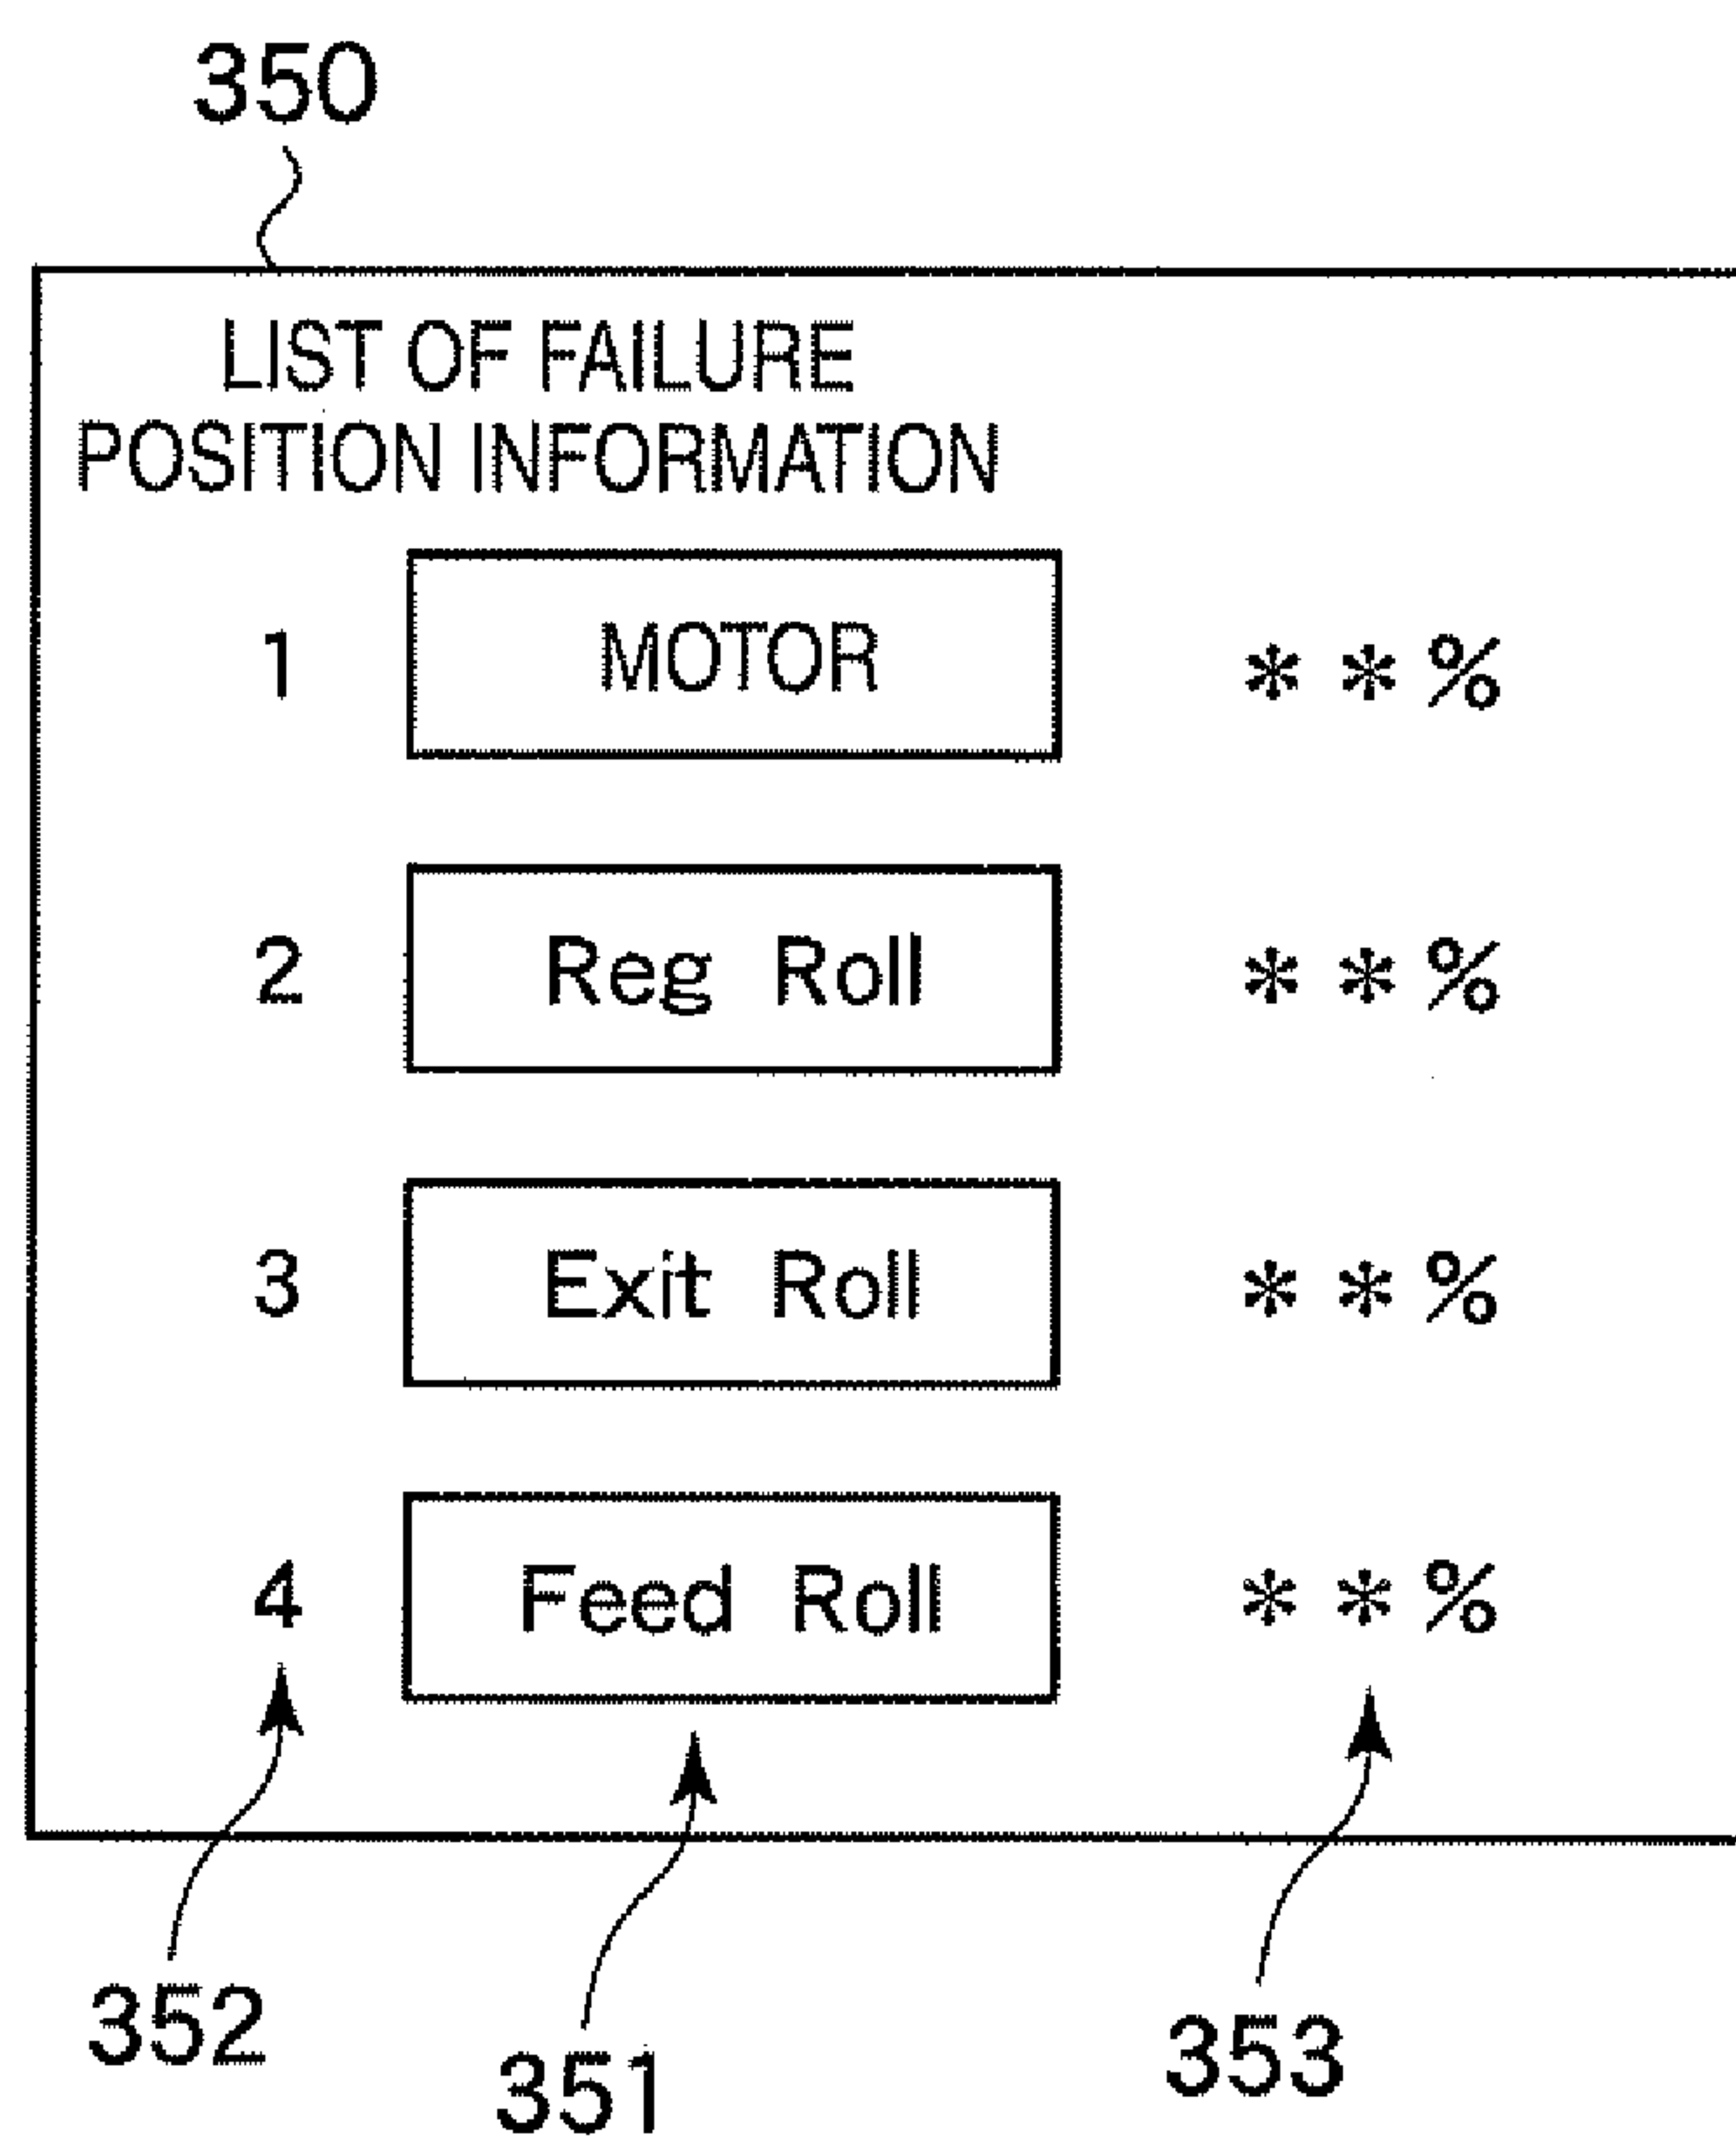 350
LIST OF FAILURE
POSITION INFORMATION
1 MOTOR **%
2 Reg Roll **%
3 Exit Roll **%
4 Feed Roll **%
352 351 353